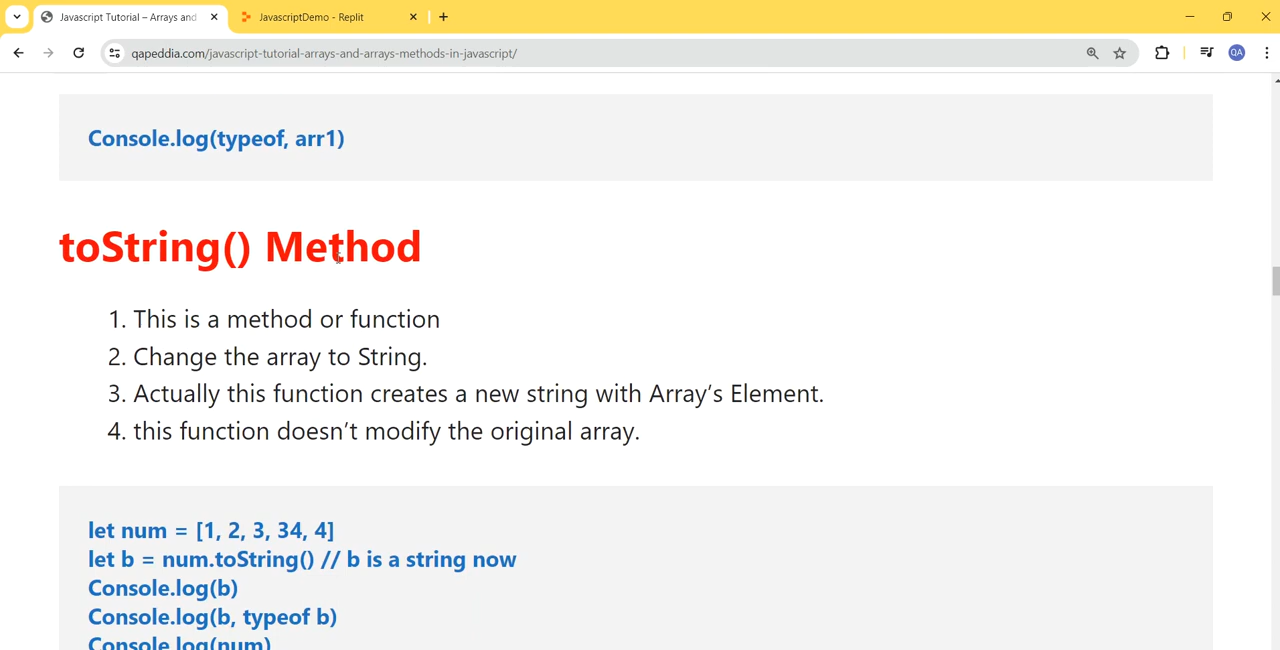 Javascript Tutorial – Arrays and
JavascriptDemo - Replit
qapeddia.com/javascript-tutorial-arrays-and-arrays-methods-in-javascript/
QA
Console.log(typeof, arr1)
toString() Method
1. This is a method or function
2. Change the array to String.
3. Actually this function creates a new string with Array’s Element.
4. this function doesn’t modify the original array.
let num = [1, 2, 3, 34, 4]
let b = num.toString() // b is a string now
Console.log(b)
Console.log(b, typeof b)
Console.log(num)